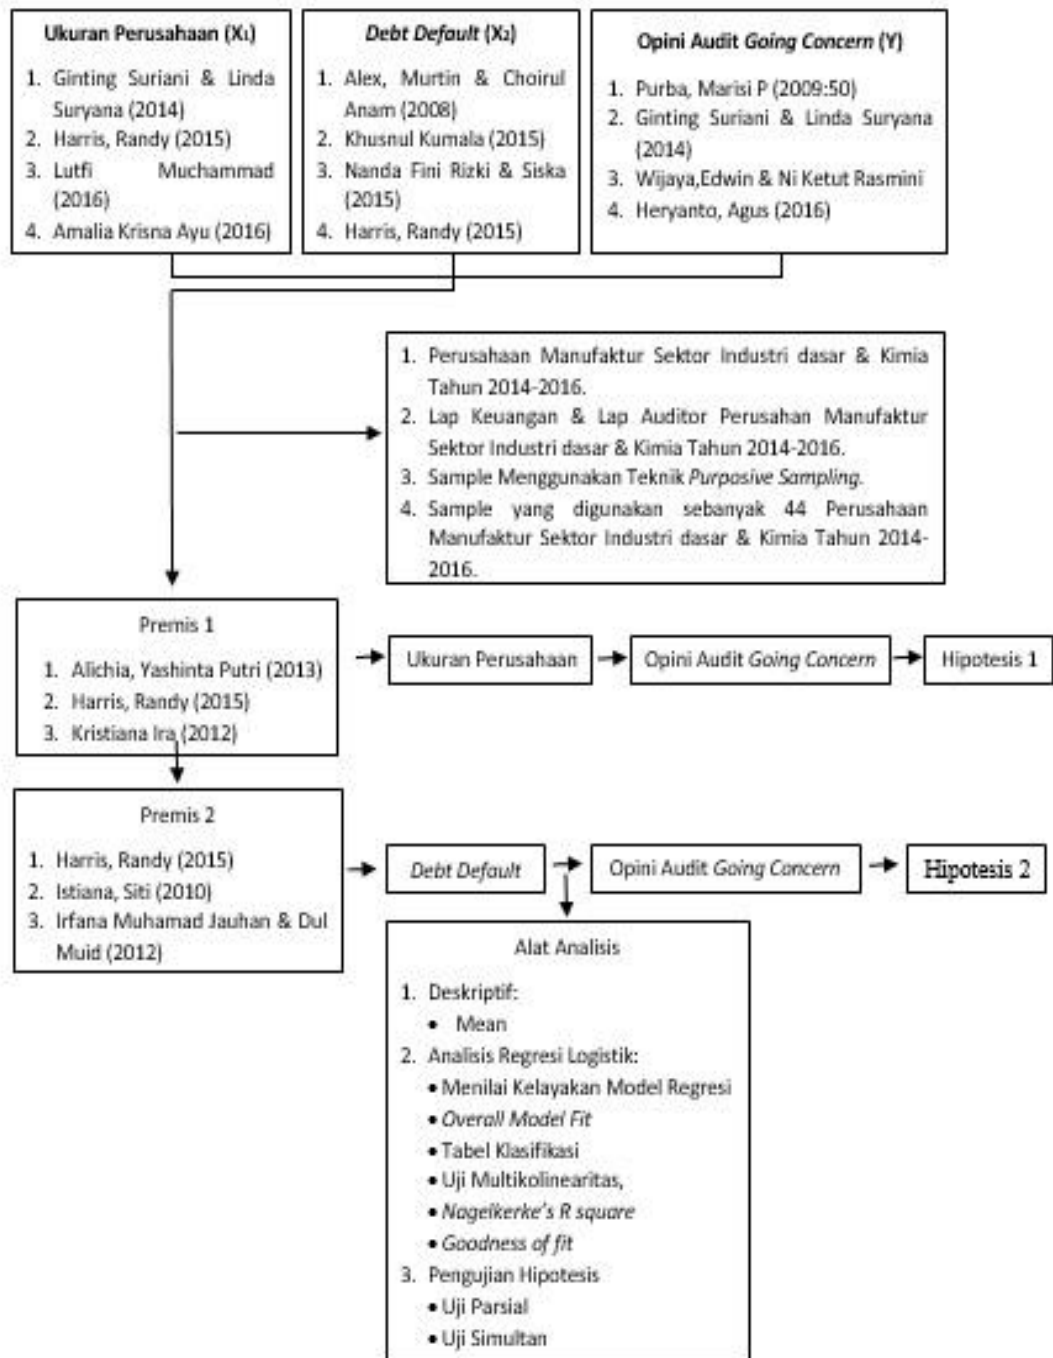 Ukuran Perusahaan (X₁)
1. Ginting Suriani & Linda
Suryana (2014)
2. Harris, Randy (2015)
3. Lutfi Muchammad
(2016)
4. Amalia Krisna Ayu (2016)
Debt Default (X₂)
1. Alex, Murtin & Choirul
Anam (2008)
2. Khusnul Kumala (2015)
3. Nanda Fini Rizki & Siska
(2015)
4. Harris, Randy (2015)
Opini Audit Going Concern (Y)
1. Purba, Marisi P (2009:50)
2. Ginting Suriani & Linda Suryana
(2014)
3. Wijaya,Edwin & Ni Ketut Rasmini
4. Heryanto, Agus (2016)
1. Perusahaan Manufaktur Sektor Industri dasar & Kimia
Tahun 2014-2016.
2. Lap Keuangan & Lap Auditor Perusahan Manufaktur
Sektor Industri dasar & Kimia Tahun 2014-2016.
3. Sample Menggunakan Teknik Purposive Sampling.
4. Sample yang digunakan sebanyak 44 Perusahaan
Manufaktur Sektor Industri dasar & Kimia Tahun 2014-
2016.
Premis 1
1. Alichia, Yashinta Putri (2013)
2. Harris, Randy (2015)
3. Kristiana Ira (2012)
Ukuran Perusahaan
Opini Audit Going Concern
Hipotesis 1
Premis 2
1. Harris, Randy (2015)
2. Istiana, Siti (2010)
3. Irfana Muhamad Jauhan & Dul
Muid (2012)
Debt Default
Opini Audit Going Concern
Hipotesis 2
Alat Analisis
1. Deskriptif:
• Mean
2. Analisis Regresi Logistik:
• Menilai Kelayakan Model Regresi
• Overall Model Fit
• Tabel Klasifikasi
• Uji Multikolinearitas,
• Nagelkerke's R square
• Goodness of fit
3. Pengujian Hipotesis
• Uji Parsial
• Uji Simultan